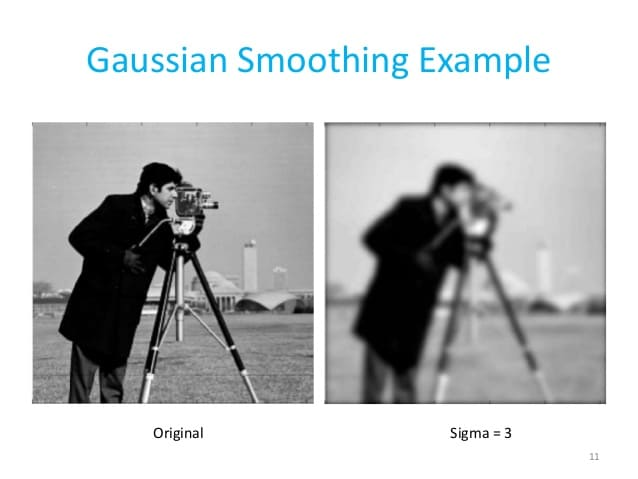 Gaussian Smoothing Example
Original
Sigma = 3
11